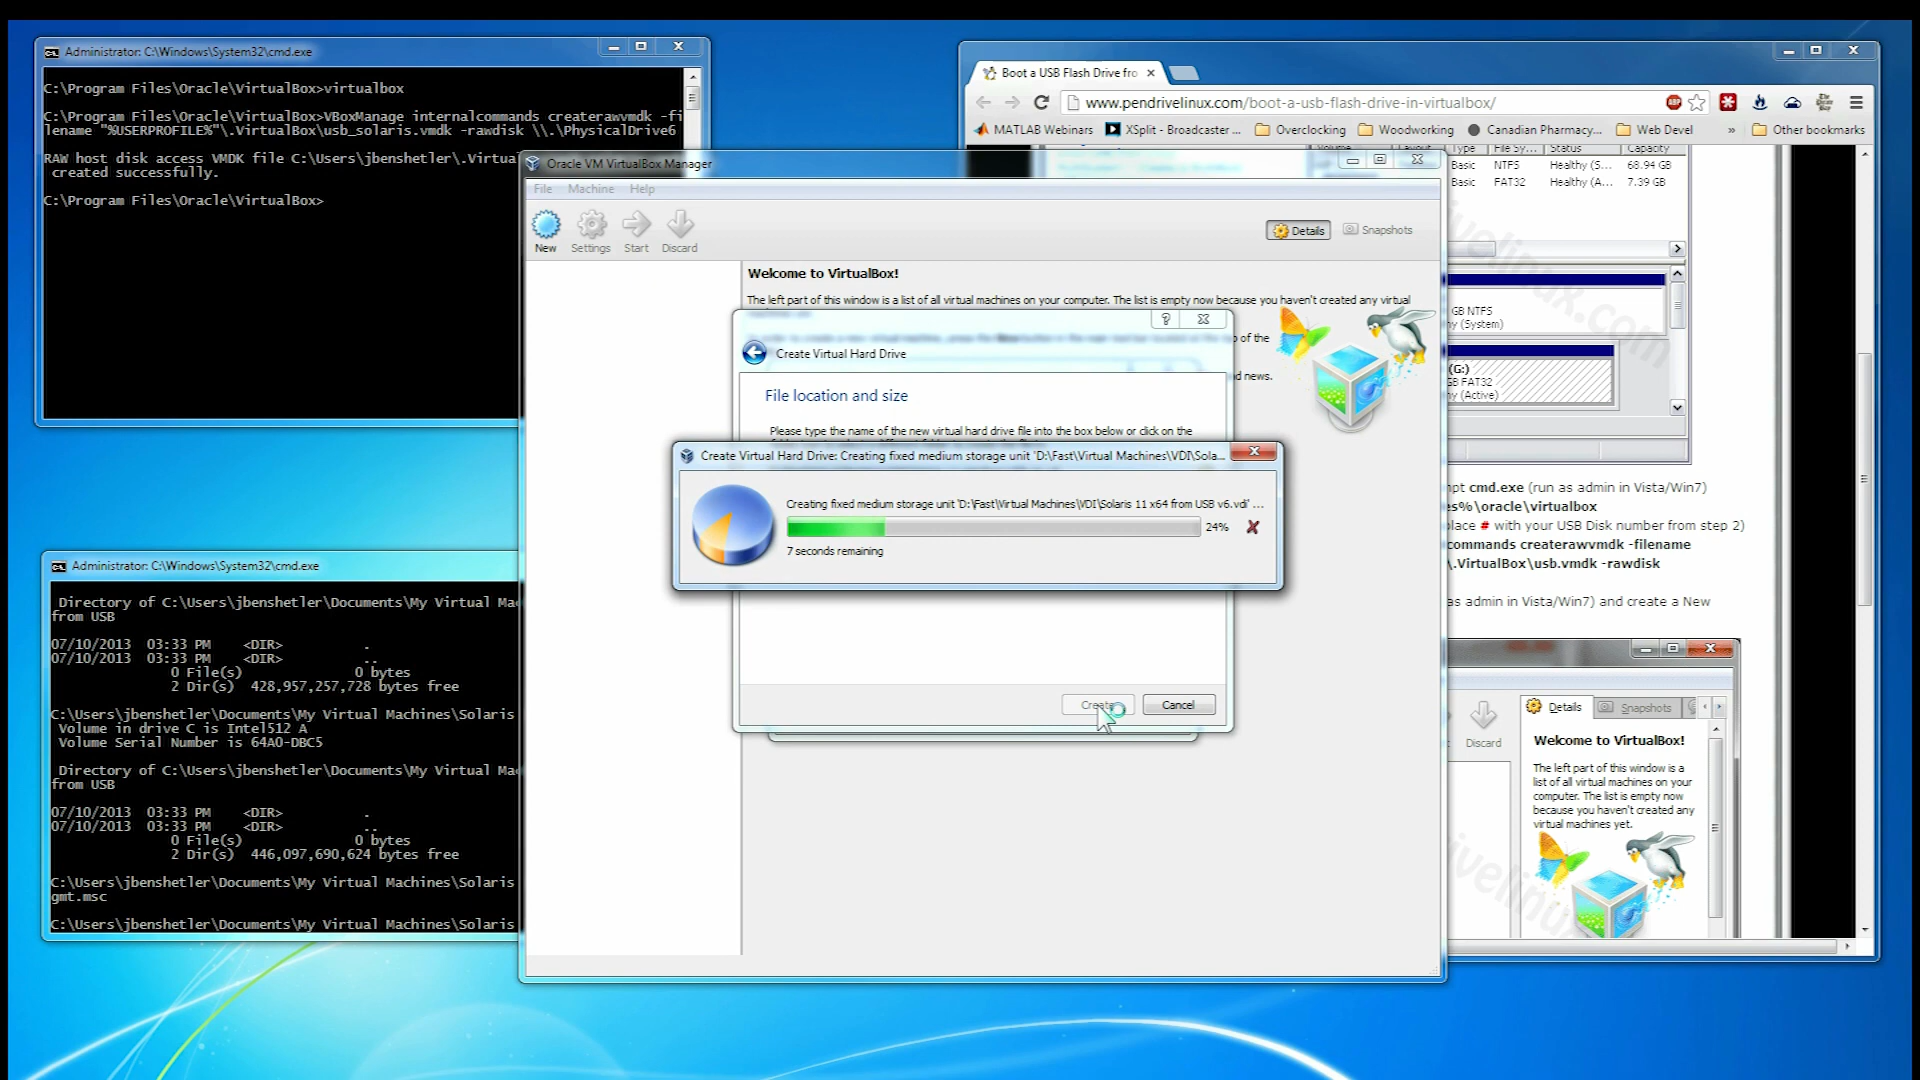 Administrator: C:\Windows\System32\cmd.exe
C:\Program Files\Oracle\VirtualBox>virtualbox
C:\Program Files\Oracle\VirtualBox>VBoxManage internalcommands createrawvmdk -fi
lename "%USERPROFILE%"\.VirtualBox\usb_solaris.vmdk -rawdisk \\.\PhysicalDrive6
RAW host disk access VMDK file C:\Users\jbenshetler\.Virtua
created successfully.
C:\Program Files\Oracle\VirtualBox>
Boot a USB Flash Drive fro
www.pendrivelinux.com/boot-a-usb-flash-drive-in-virtualbox/
ABP
MATLAB Webinars XSplit - Broadcaster ... Overclocking Woodworking Canadian Pharmacy... Web Devel » Other bookmarks
Type File Sy... Status Capacity
Basic NTFS Healthy (S... 68.94 GB
Basic FAT32 Healthy (A... 7.39 GB
GB NTFS
(System)
(G:)
GB FAT32
(Active)
Oracle VM VirtualBox Manager
File Machine Help
New Settings Start Discard
Details Snapshots
Welcome to VirtualBox!
The left part of this window is a list of all virtual machines on your computer. The list is empty now because you haven't created any virtual
of the
news.
Create Virtual Hard Drive
File location and size
Please type the name of the new virtual hard drive file into the box below or click on the
Create Virtual Hard Drive: Creating fixed medium storage unit 'D:\Fast\Virtual Machines\VDI\Sola...
Creating fixed medium storage unit 'D:\Fast\Virtual Machines\VDI\Solaris 11 x64 from USB v6.vdi' ...
24%
7 seconds remaining
Create Cancel
cmd.exe (run as admin in Vista/Win7)
es%\oracle\virtualbox
place # with your USB Disk number from step 2)
commands createrawvmdk -filename
\.VirtualBox\usb.vmdk -rawdisk
as admin in Vista/Win7) and create a New
Discard
Details Snapshots
Welcome to VirtualBox!
The left part of this window is a
list of all virtual machines on your
computer. The list is empty now
because you haven't created any
virtual machines yet.
Administrator: C:\Windows\System32\cmd.exe
Directory of C:\Users\jbenshetler\Documents\My Virtual Mac
from USB
07/10/2013 03:33 PM <DIR> .
07/10/2013 03:33 PM <DIR> ..
0 File(s) 0 bytes
2 Dir(s) 428,957,257,728 bytes free
C:\Users\jbenshetler\Documents\My Virtual Machines\Solaris
Volume in drive C is Intel512 A
Volume Serial Number is 64A0-DBC5
Directory of C:\Users\jbenshetler\Documents\My Virtual Mac
from USB
07/10/2013 03:33 PM <DIR> .
07/10/2013 03:33 PM <DIR> ..
0 File(s) 0 bytes
2 Dir(s) 446,097,690,624 bytes free
C:\Users\jbenshetler\Documents\My Virtual Machines\Solaris
gmt.msc
C:\Users\jbenshetler\Documents\My Virtual Machines\Solaris